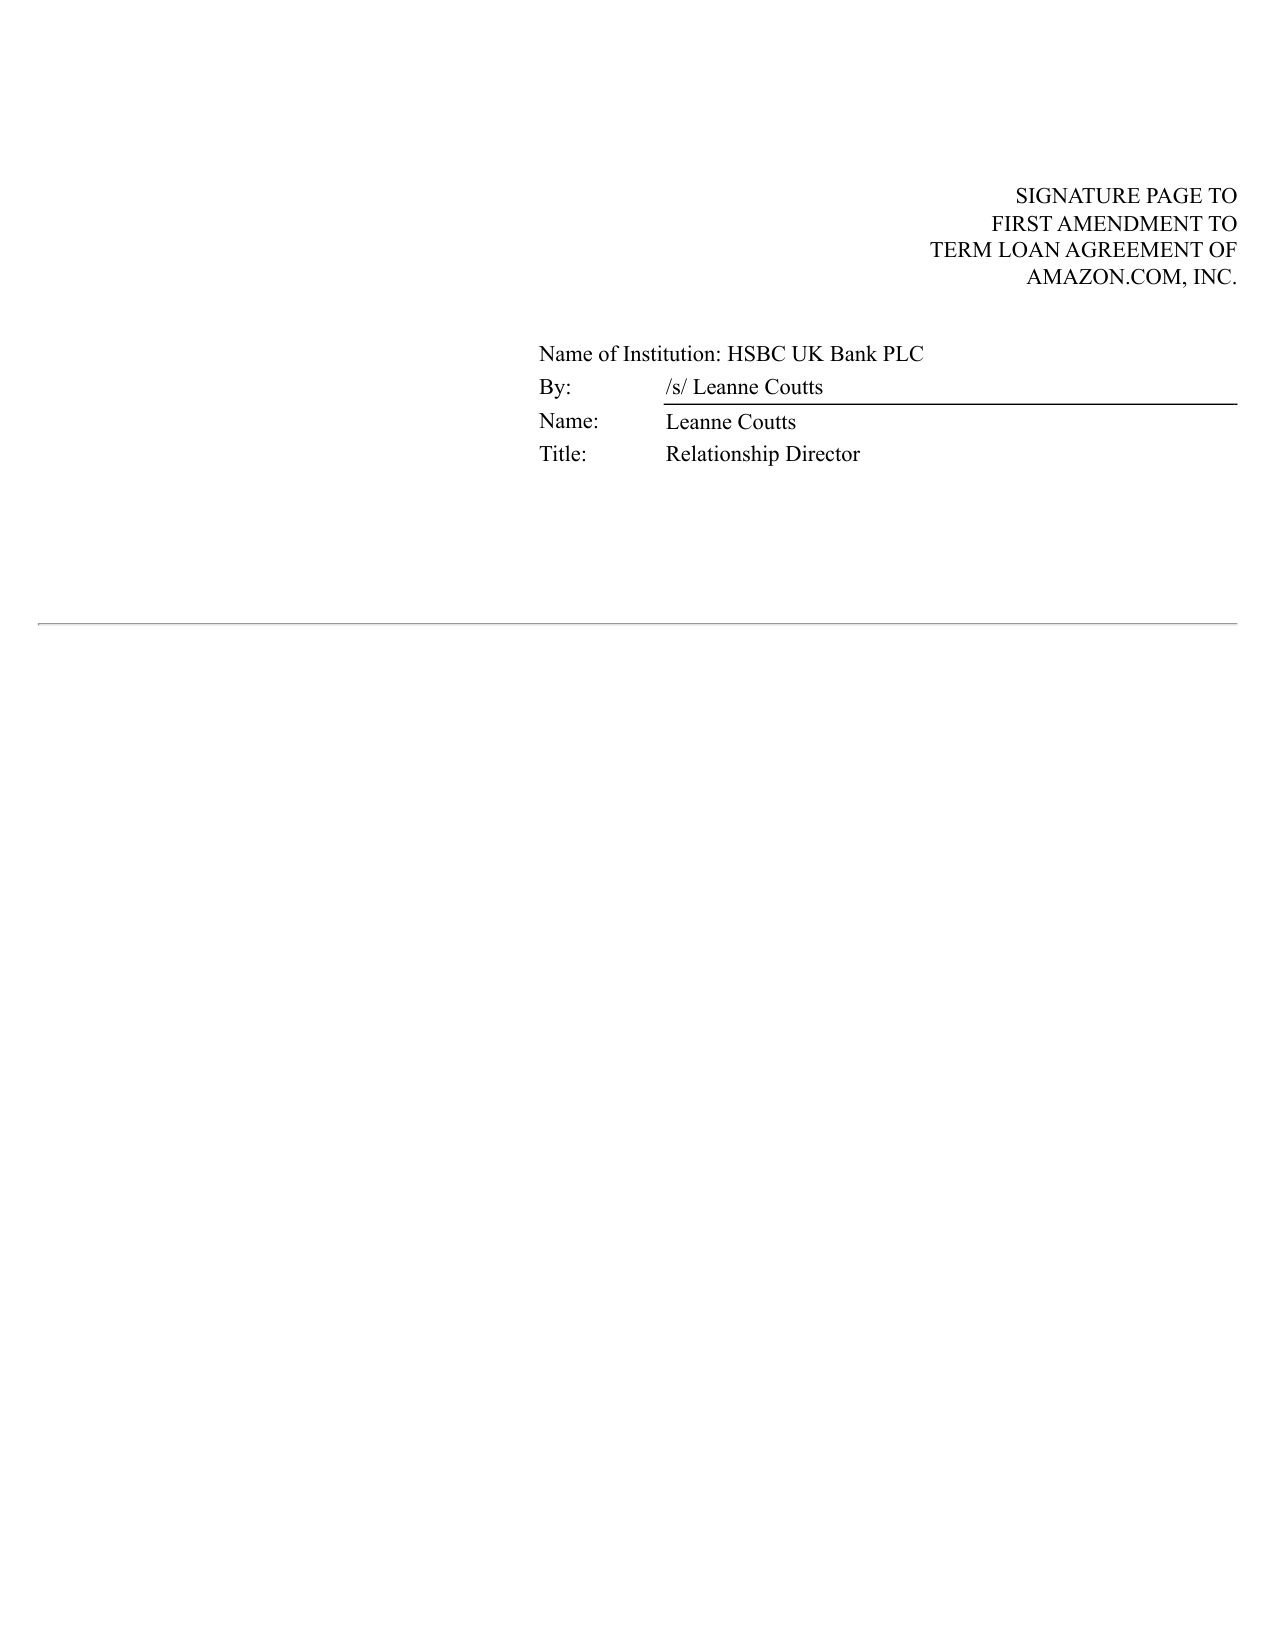 SIGNATURE PAGE TO
FIRST AMENDMENT TO
TERM LOAN AGREEMENT OF
AMAZON.COM, INC.
Name of Institution: HSBC UK Bank PLC
By: /s/ Leanne Coutts
Name: Leanne Coutts
Title: Relationship Director